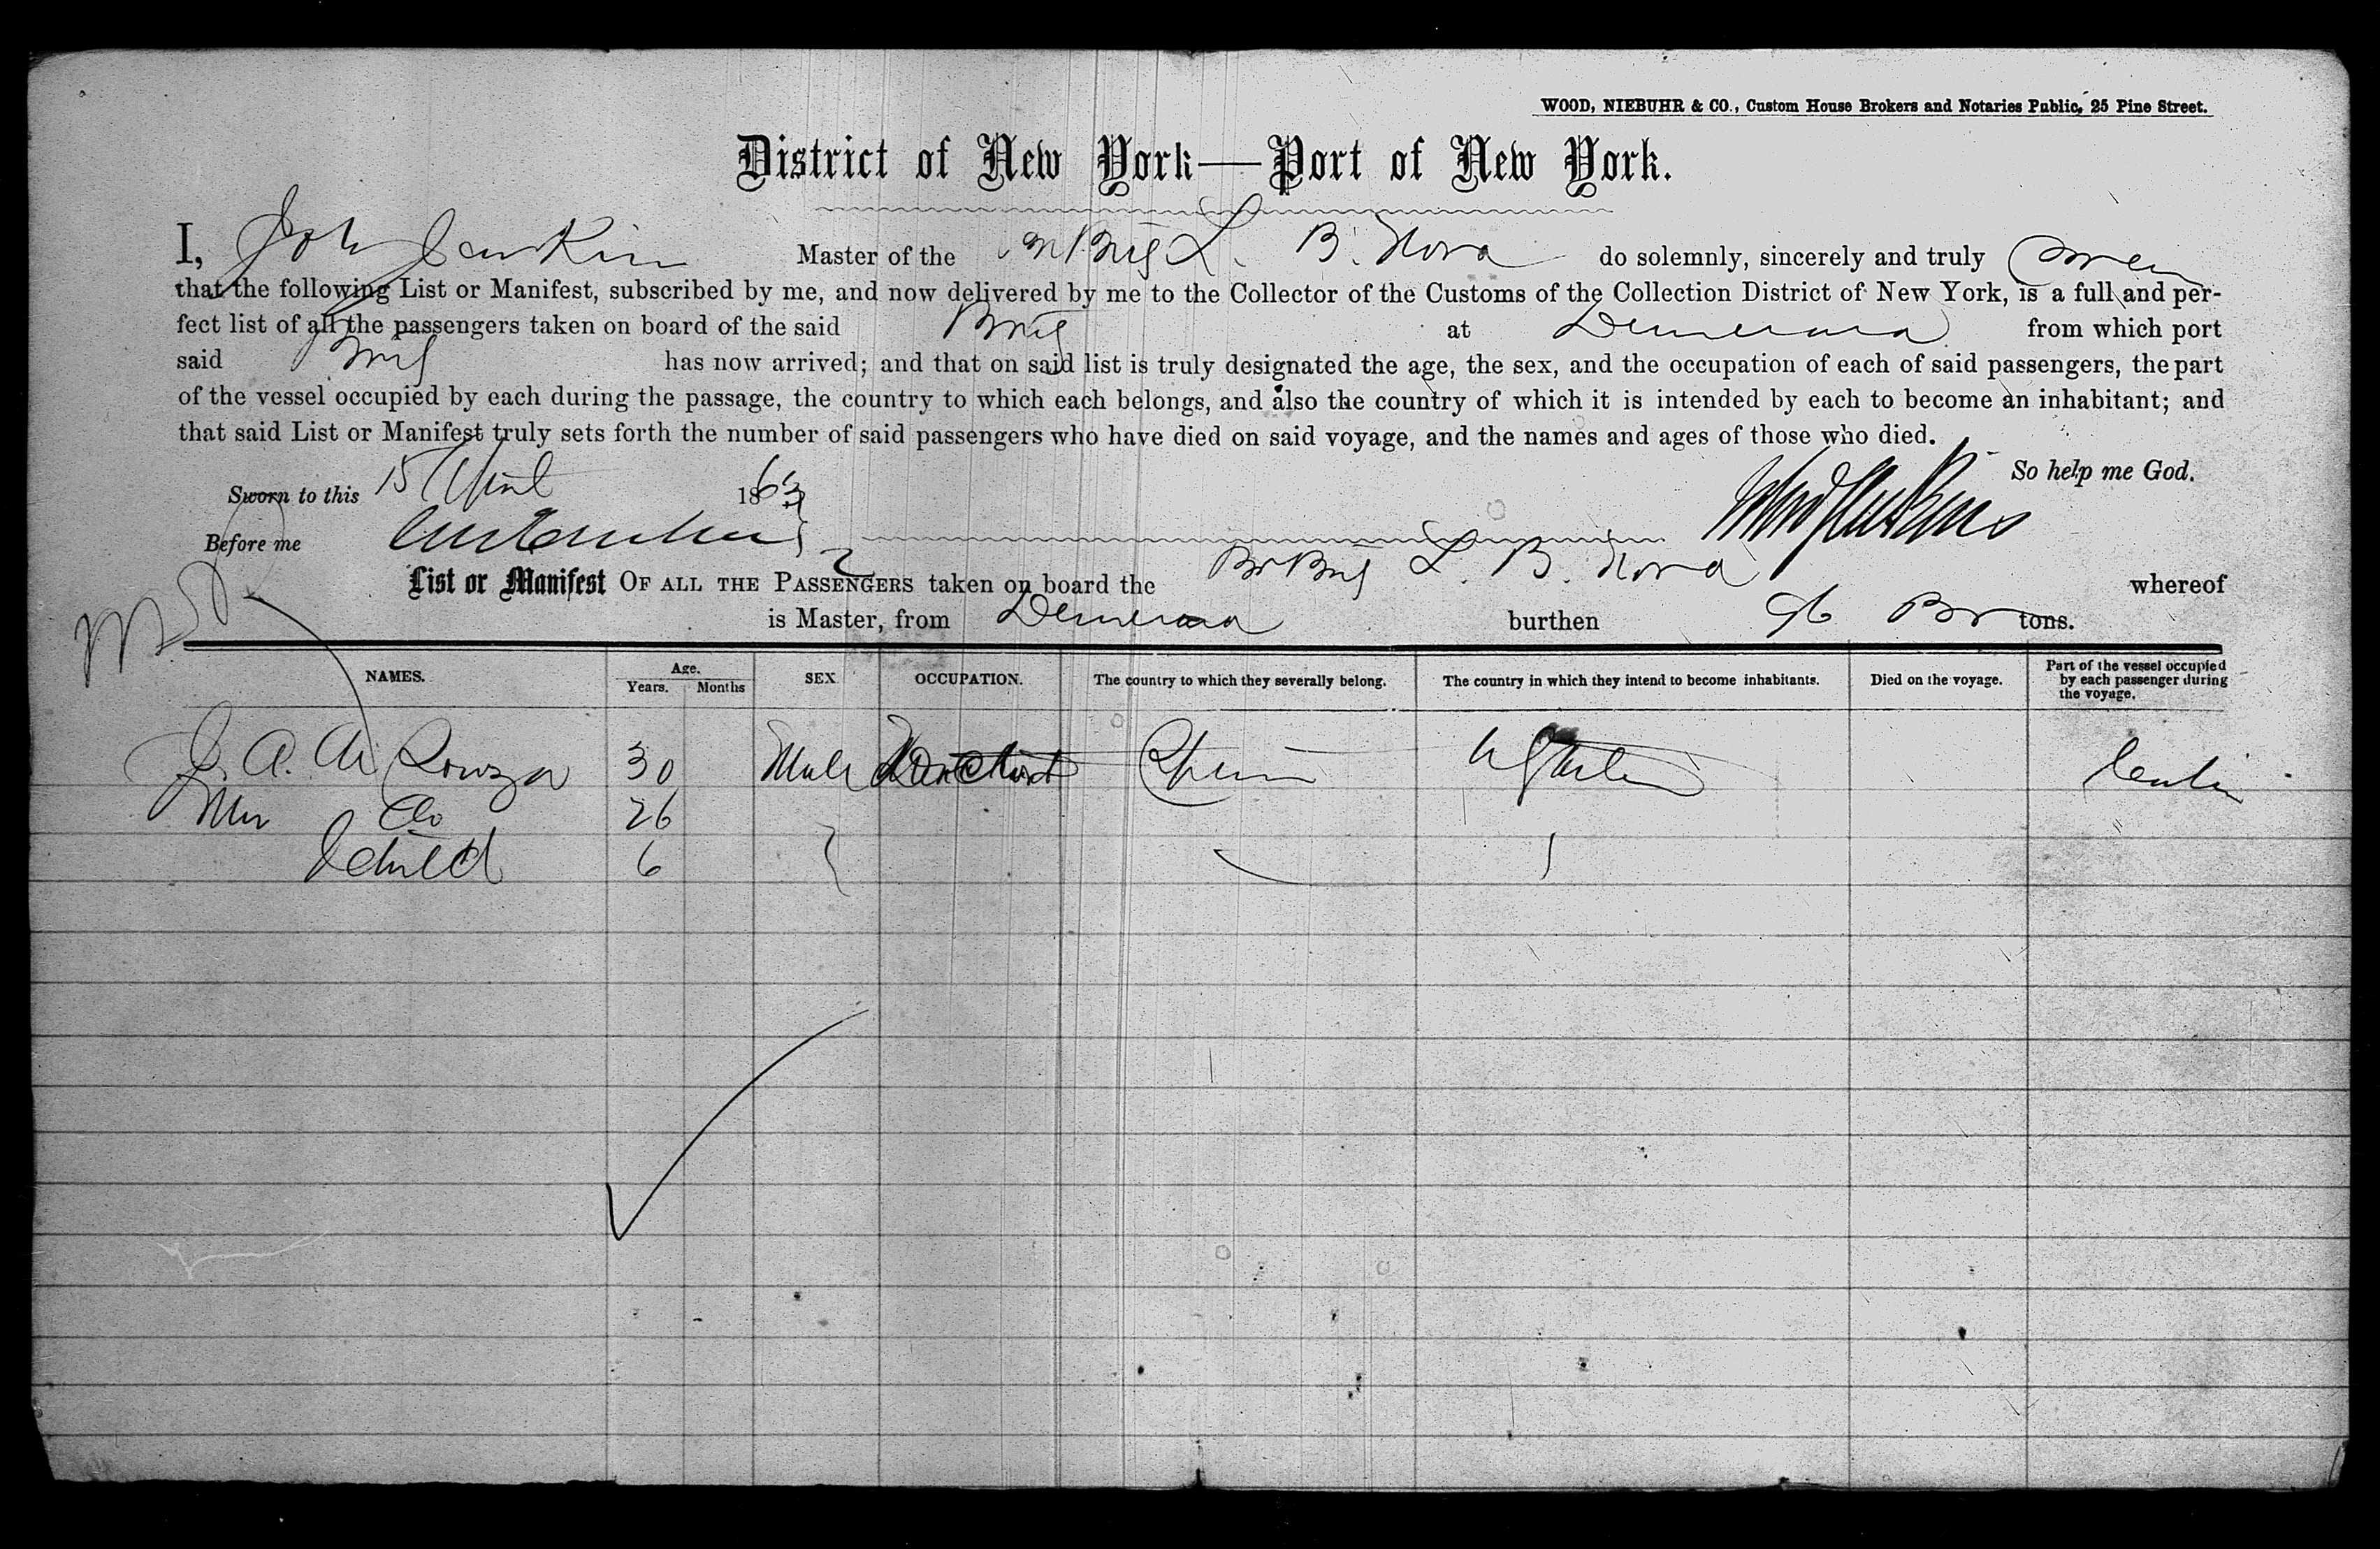 WOOD, NIEBUHR & CO., Custom House Brokers and Notaries Public, 25 Pine Street.
District of New York—Port of New York.
I, John Jenkins Master of the Brig L. B. Nora do solemnly, sincerely and truly swear
that the following List or Manifest, subscribed by me, and now delivered by me to the Collector of the Customs of the Collection District of New York, is a full and per-
fect list of all the passengers taken on board of the said Brig at Demerara from which port
said Brig has now arrived; and that on said list is truly designated the age, the sex, and the occupation of each of said passengers, the part
of the vessel occupied by each during the passage, the country to which each belongs, and also the country of which it is intended by each to become an inhabitant; and
that said List or Manifest truly sets forth the number of said passengers who have died on said voyage, and the names and ages of those who died.
So help me God.
Sworn to this 15 April 1863
Before me
John Jenkins
List or Manifest OF ALL THE PASSENGERS taken on board the Br Brig L. B. Nora whereof
is Master, from Demerara burthen 96 Br tons.
NAMES. Age. Years. Months SEX OCCUPATION. The country to which they severally belong. The country in which they intend to become inhabitants. Died on the voyage. Part of the vessel occupied by each passenger during the voyage.
J. A. 30 Male Merchant Spain U States Cabin
Mrs Do 26 "
1 child 6